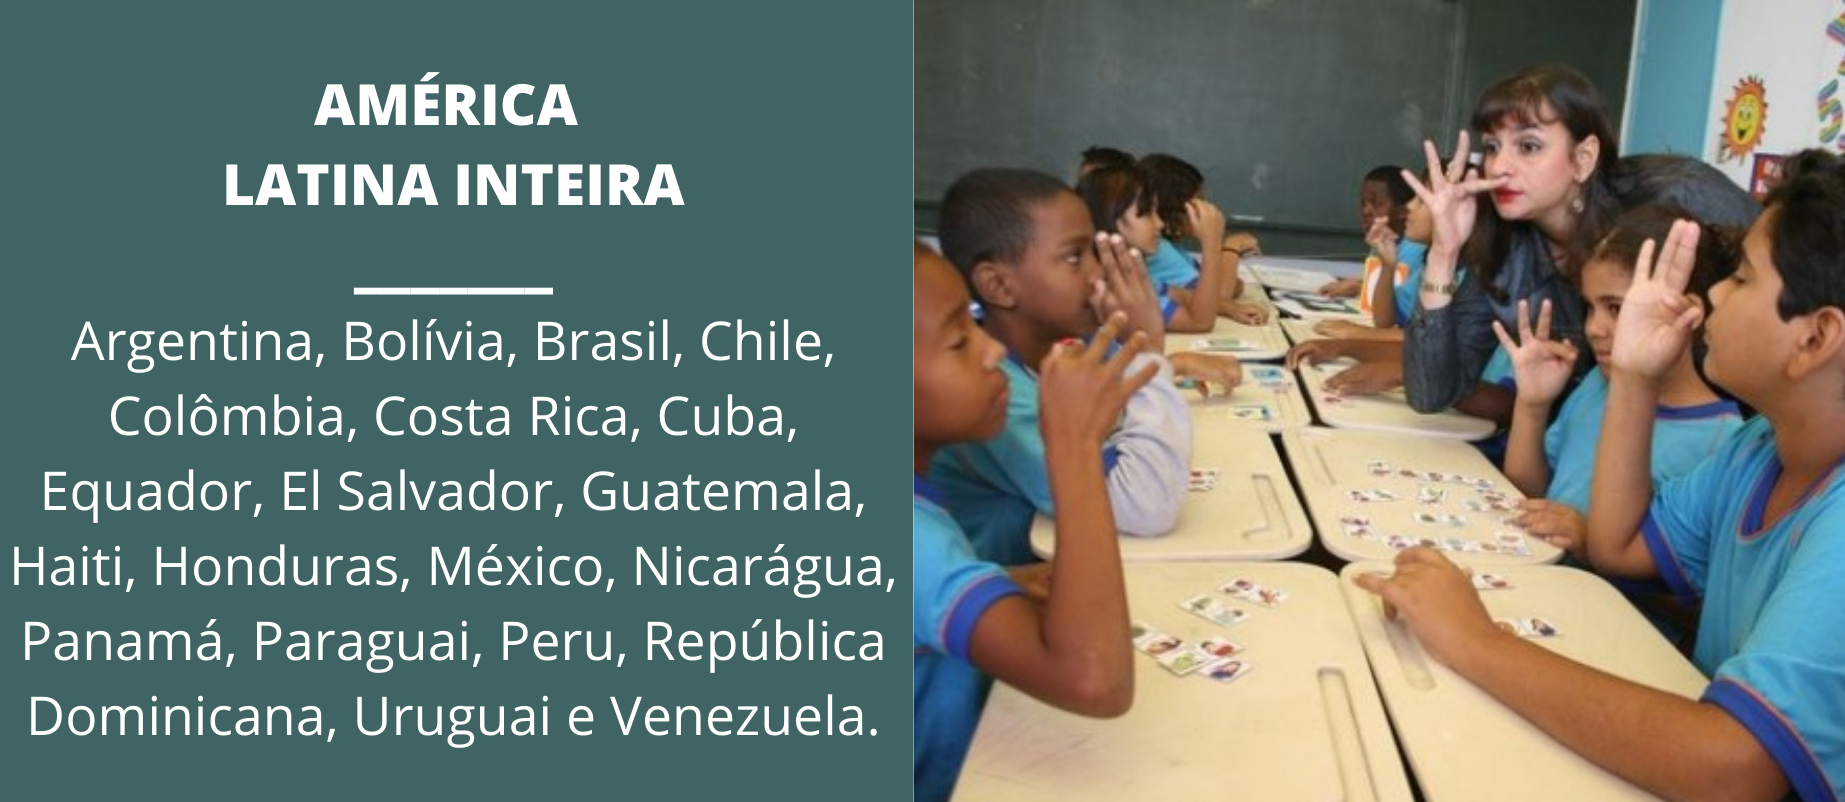 AMÉRICA
LATINA INTEIRA
Argentina, Bolívia, Brasil, Chile,
Colômbia, Costa Rica, Cuba,
Equador, El Salvador, Guatemala,
Haiti, Honduras, México, Nicarágua,
Panamá, Paraguai, Peru, República
Dominicana, Uruguai e Venezuela.